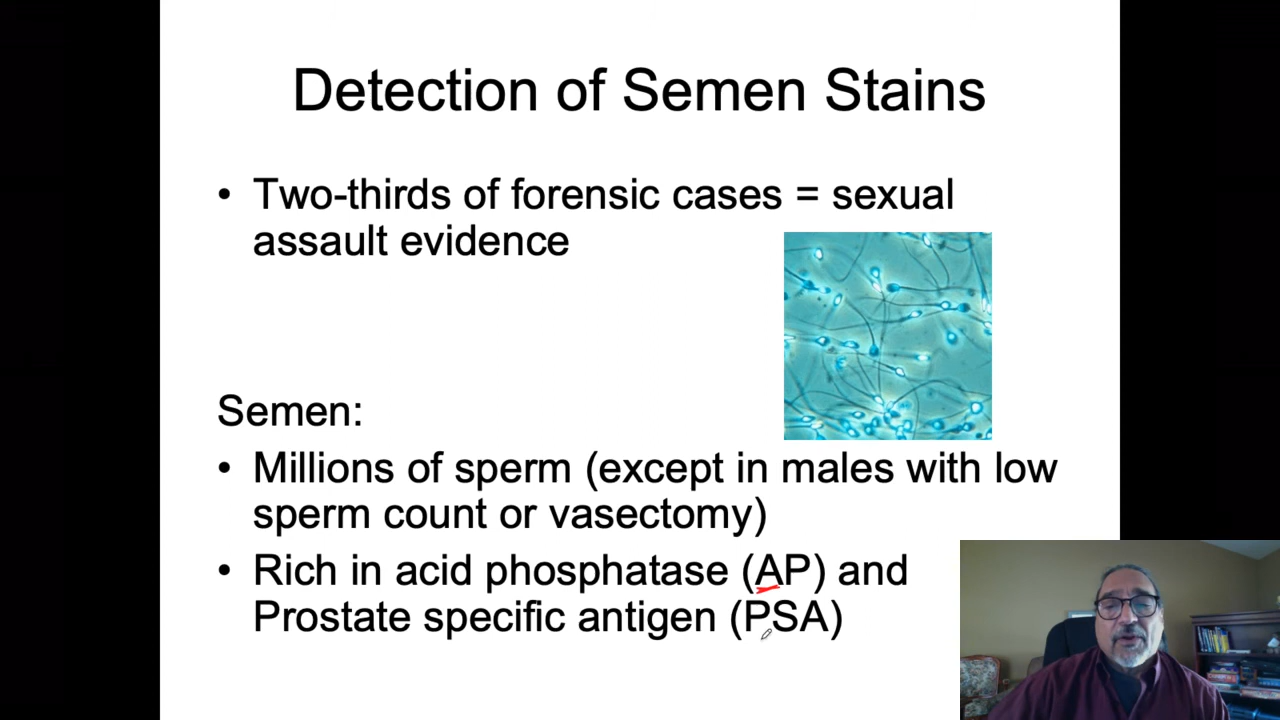 Detection of Semen Stains
• Two-thirds of forensic cases = sexual
assault evidence
Semen:
• Millions of sperm (except in males with low
sperm count or vasectomy)
• Rich in acid phosphatase (AP) and
Prostate specific antigen (PSA)